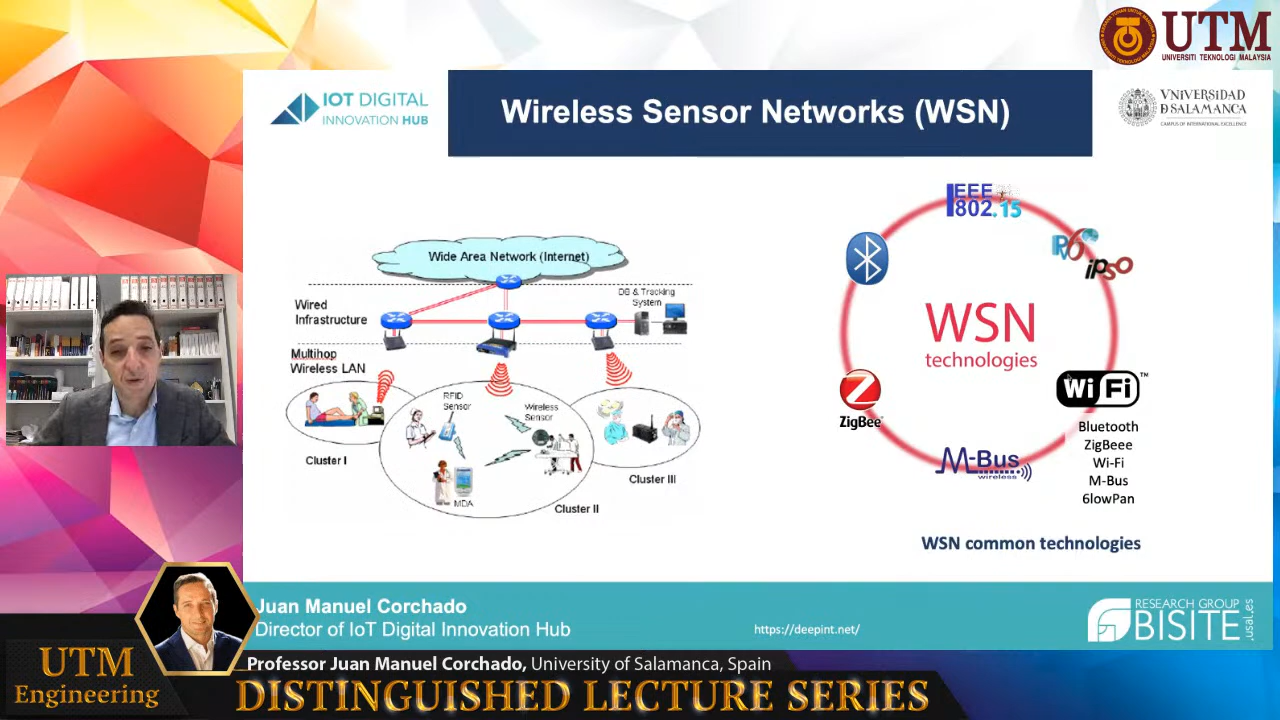 UTM
UNIVERSITI TEKNOLOGI MALAYSIA
IOT DIGITAL
INNOVATION HUB
Wireless Sensor Networks (WSN)
VNIVERSIDAD
D SALAMANCA
CAMPUS OF INTERNATIONAL EXCELLENCE
Wide Area Network (Internet)
Wired
Infrastructure
DB & Tracking
System
Multihop
Wireless LAN
RFID
Sensor
Wireless
Sensor
MDA
Cluster I
Cluster II
Cluster III
IEEE
802.15
IPv6
ipso
WSN
technologies
ZigBee
WiFi™
M-Bus
wireless
Bluetooth
ZigBeee
Wi-Fi
M-Bus
6lowPan
WSN common technologies
Juan Manuel Corchado
Director of IoT Digital Innovation Hub
https://deepint.net/
RESEARCH GROUP
BISITE
.usal.es
Professor Juan Manuel Corchado, University of Salamanca, Spain
UTM
Engineering
DISTINGUISHED LECTURE SERIES